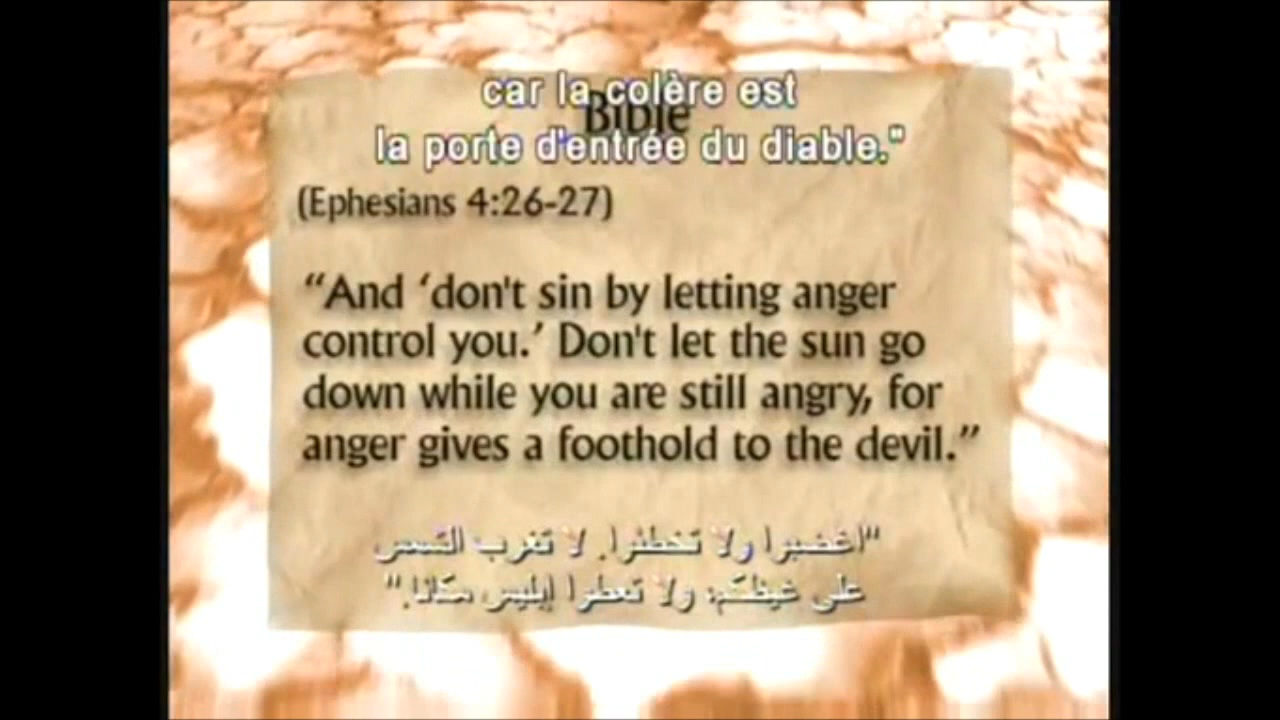 car la colère est
Bible
la porte d'entrée du diable."
(Ephesians 4:26-27)
“And ‘don't sin by letting anger
control you.’ Don't let the sun go
down while you are still angry, for
anger gives a foothold to the devil.”
"اغضبوا ولا تخطئوا. لا تغرب الشمس
على غيظكم، ولا تعطوا إبليس مكانا."